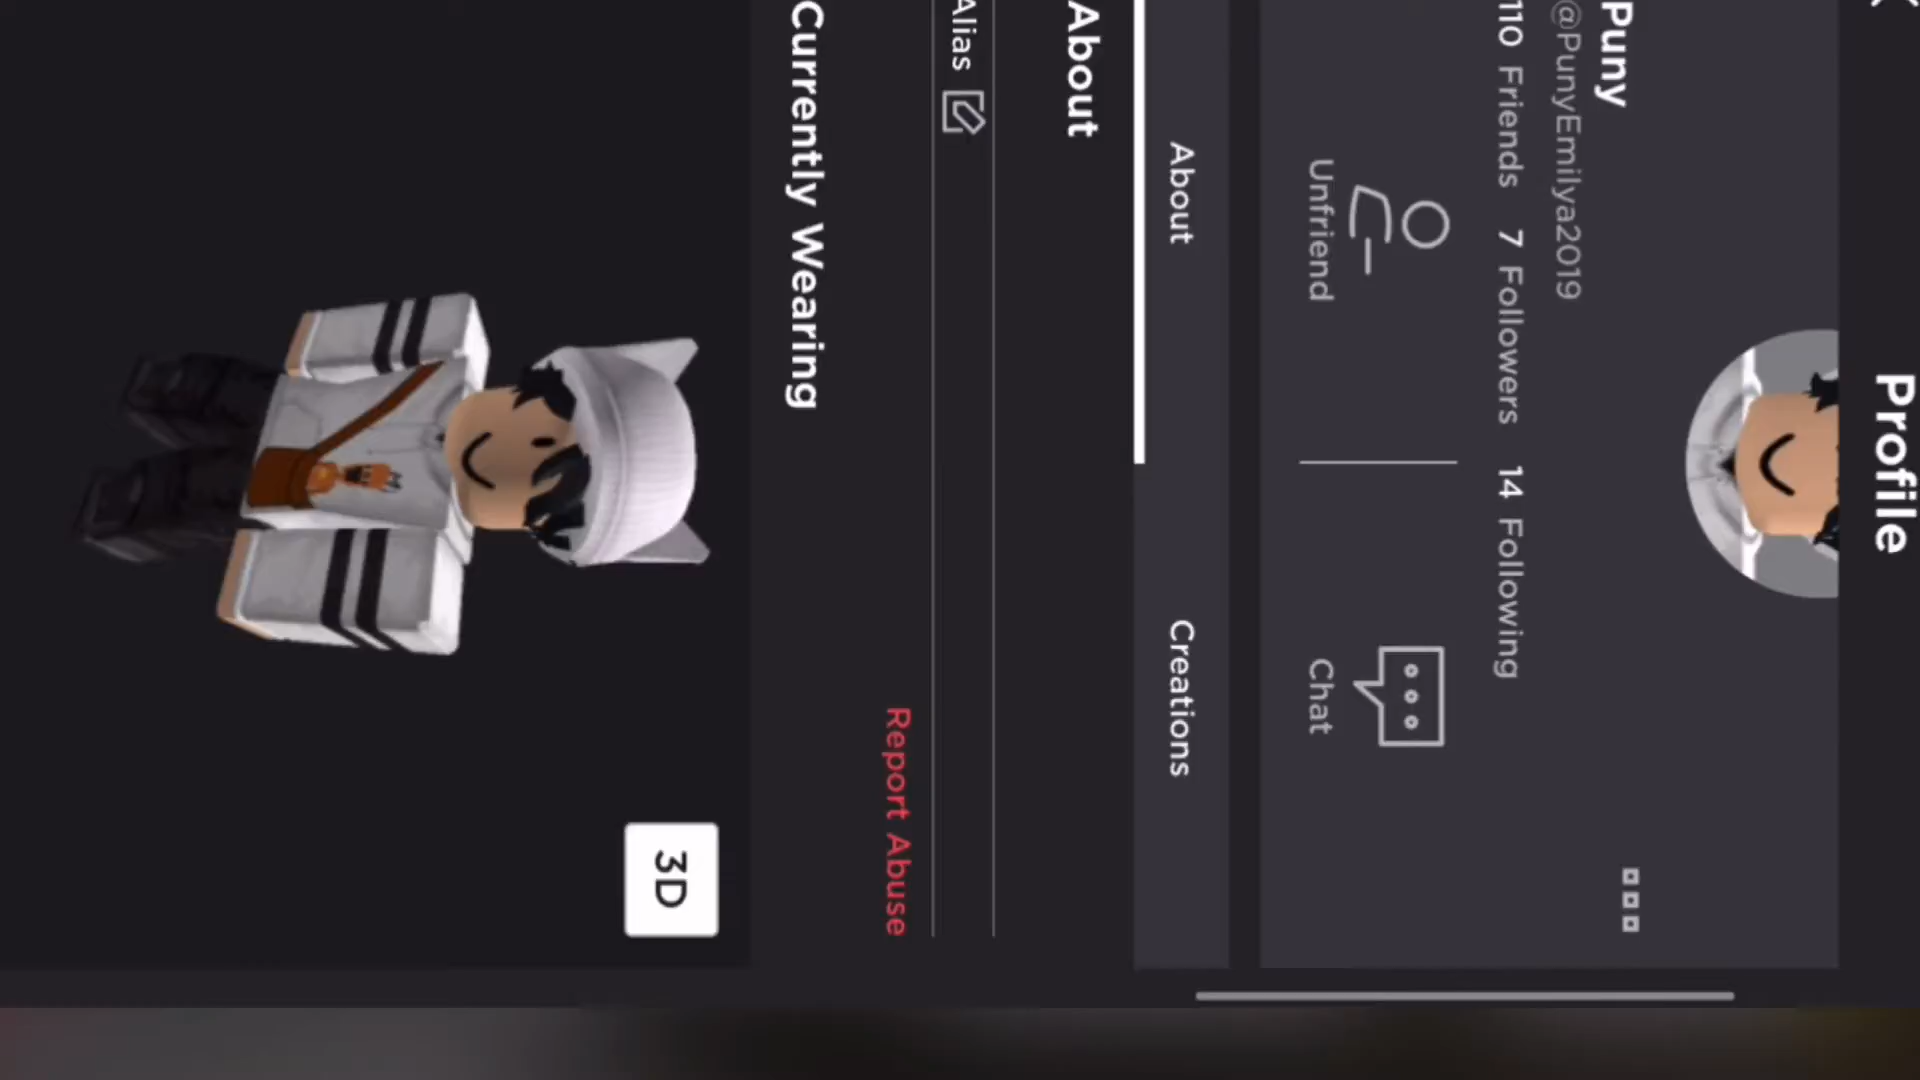 Profile
Puny
@PunyEmilya2019
110 Friends 7 Followers 14 Following
Unfriend
Chat
About
Creations
About
Alias
Report Abuse
Currently Wearing
3D